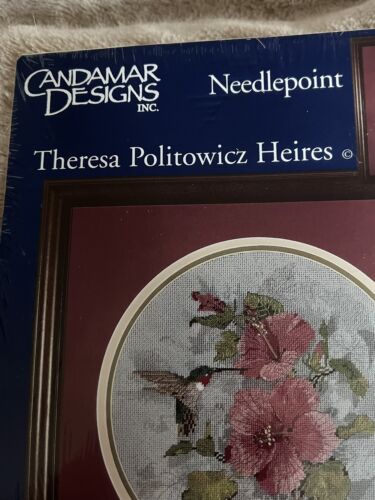 CANDAMAR
DESIGNS
INC.
Needlepoint
Theresa Politowicz Heires ©